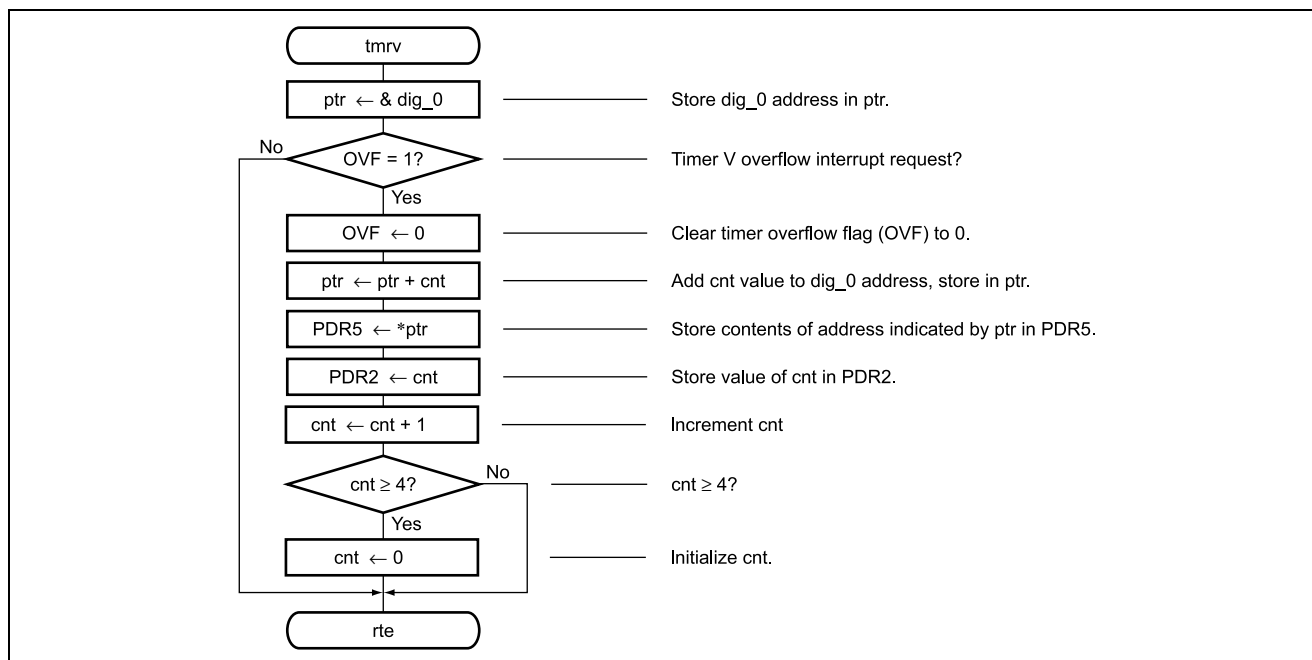 tmrv
ptr ← & dig_0
Store dig_0 address in ptr.
No
OVF = 1?
Timer V overflow interrupt request?
Yes
OVF ← 0
Clear timer overflow flag (OVF) to 0.
ptr ← ptr + cnt
Add cnt value to dig_0 address, store in ptr.
PDR5 ← *ptr
Store contents of address indicated by ptr in PDR5.
PDR2 ← cnt
Store value of cnt in PDR2.
cnt ← cnt + 1
Increment cnt
No
cnt ≥ 4?
cnt ≥ 4?
Yes
cnt ← 0
Initialize cnt.
rte